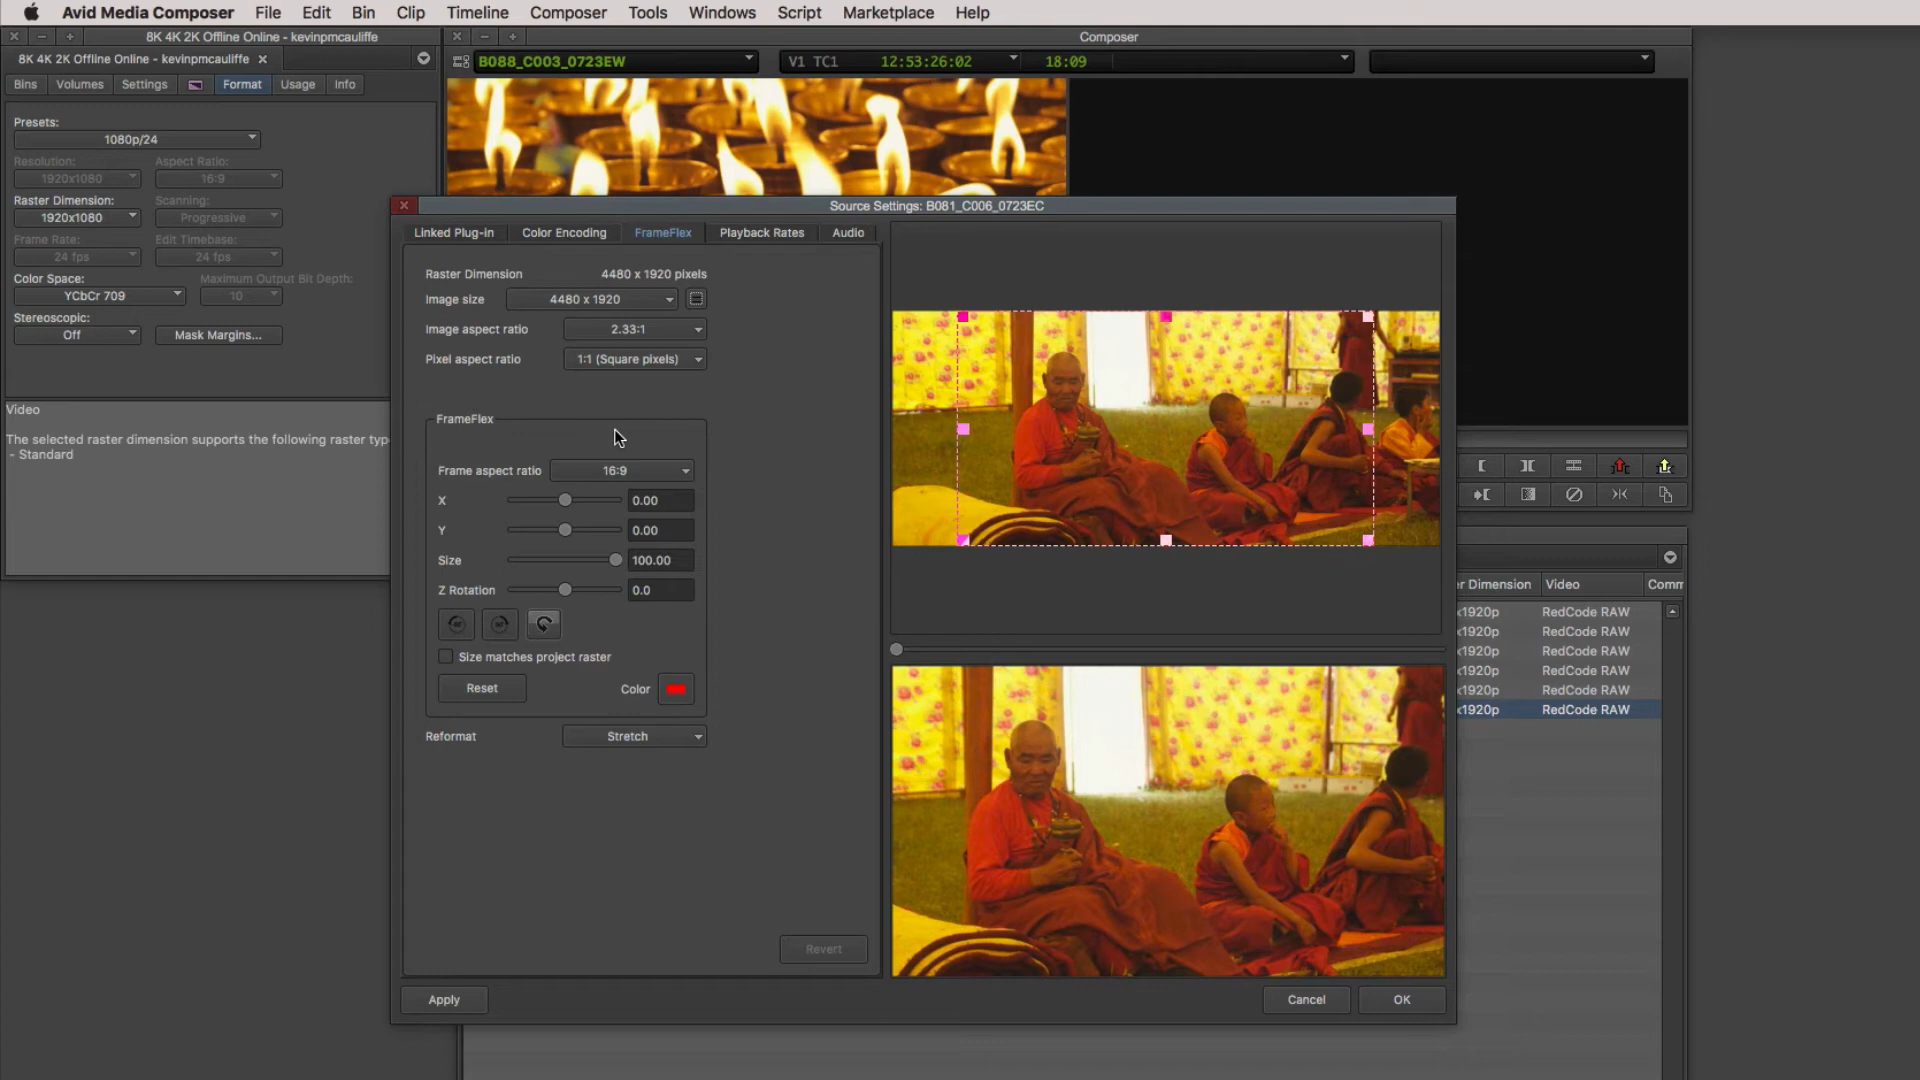 Avid Media Composer File Edit Bin Clip Timeline Composer Tools Windows Script Marketplace Help
8K 4K 2K Offline Online - kevinpmcauliffe
Composer
8K 4K 2K Offline Online - kevinpmcauliffe
B088_C003_0723EW
V1 TC1 12:53:26:02 18:09
Bins Volumes Settings Format Usage Info
Presets:
1080p/24
Resolution: Aspect Ratio:
1920x1080 16:9
Raster Dimension: Scanning:
1920x1080 Progressive
Frame Rate: Edit Timebase:
24 fps 24 fps
Color Space: Maximum Output Bit Depth:
YCbCr 709 10
Stereoscopic:
Off Mask Margins...
Video
The selected raster dimension supports the following raster typ
- Standard
Source Settings: B081_C006_0723EC
Linked Plug-in Color Encoding FrameFlex Playback Rates Audio
Raster Dimension 4480 x 1920 pixels
Image size 4480 x 1920
Image aspect ratio 2.33:1
Pixel aspect ratio 1:1 (Square pixels)
FrameFlex
Frame aspect ratio 16:9
X 0.00
Y 0.00
Size 100.00
Z Rotation 0.0
Size matches project raster
Reset Color
Reformat Stretch
Revert
Apply Cancel OK
r Dimension Video Comm
x1920p RedCode RAW
x1920p RedCode RAW
x1920p RedCode RAW
x1920p RedCode RAW
x1920p RedCode RAW
x1920p RedCode RAW